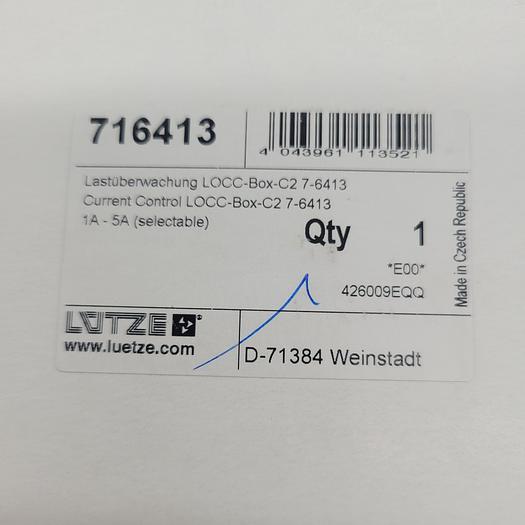 716413
4 043961 113521
Lastüberwachung LOCC-Box-C2 7-6413
Current Control LOCC-Box-C2 7-6413
1A - 5A (selectable)
Qty 1
*E00*
426009EQQ
Made in Czech Republic
LÜTZE
www.luetze.com
D-71384 Weinstadt